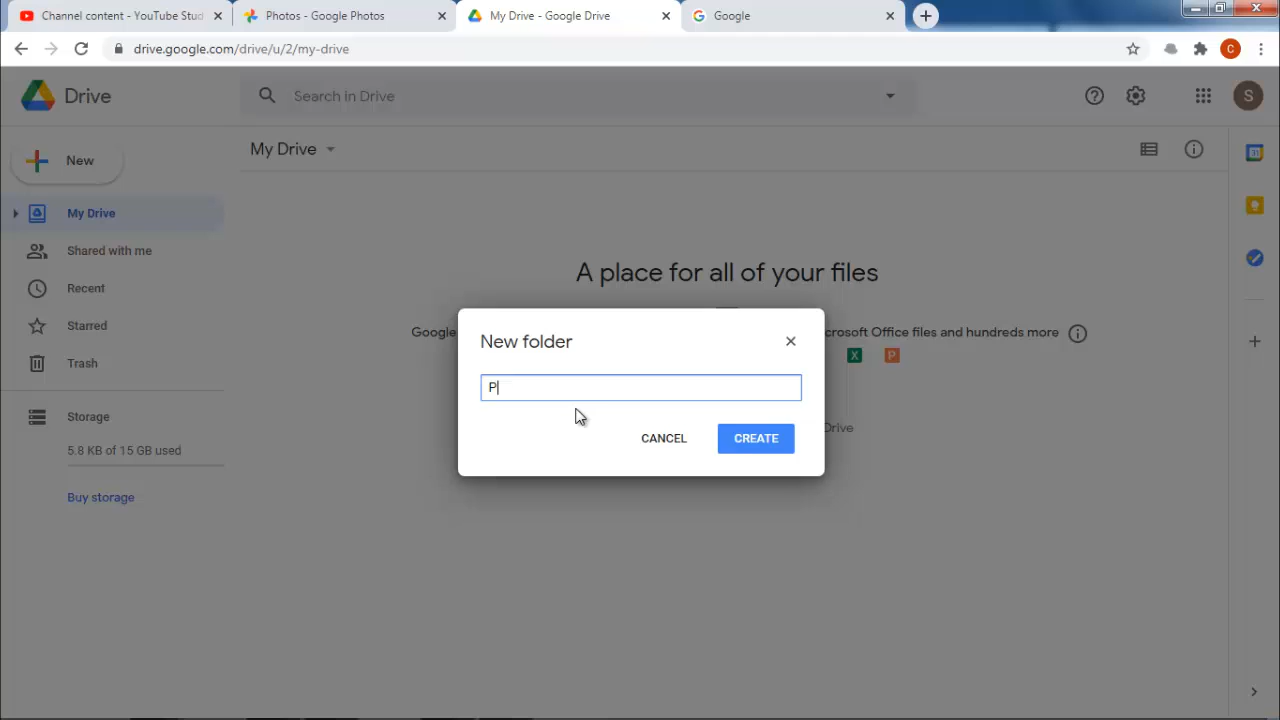 Channel content - YouTube Stud
Photos - Google Photos
My Drive - Google Drive
Google
drive.google.com/drive/u/2/my-drive
C
Drive
Search in Drive
S
My Drive
New
My Drive
Shared with me
Recent
Starred
Trash
Storage
5.8 KB of 15 GB used
Buy storage
A place for all of your files
Google
crosoft Office files and hundreds more
X
P
Drive
New folder
P
CANCEL
CREATE
31